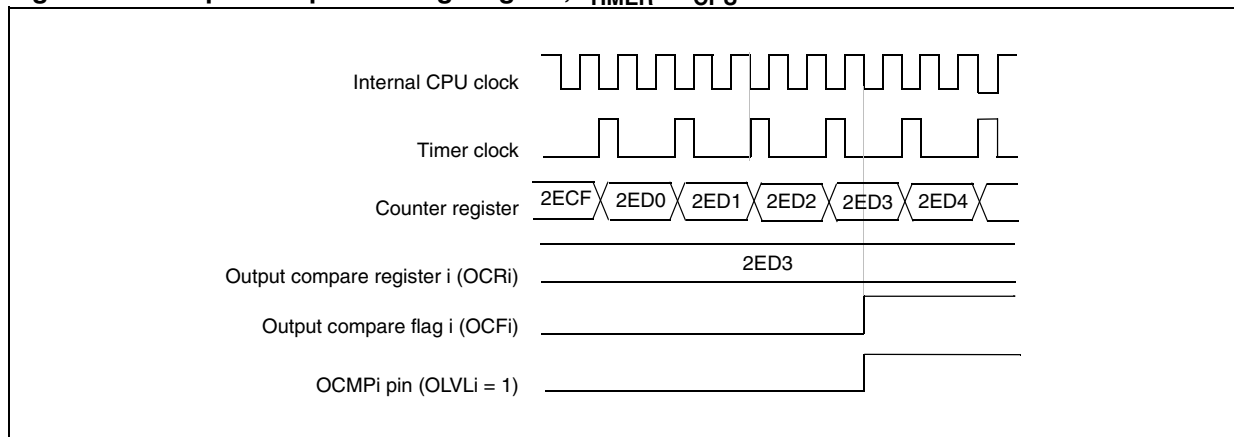 Internal CPU clock
Timer clock
Counter register
2ECF 2ED0 2ED1 2ED2 2ED3 2ED4
2ED3
Output compare register i (OCRi)
Output compare flag i (OCFi)
OCMPi pin (OLVLi = 1)